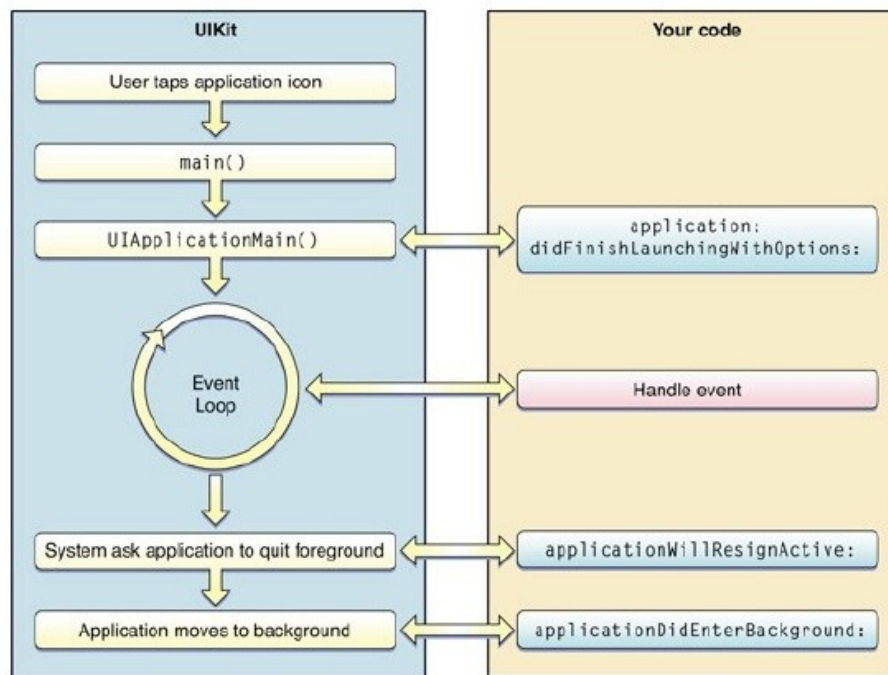 UIKit
Your code
User taps application icon
main()
UIApplicationMain()
application:
didFinishLaunchingWithOptions:
Event
Loop
Handle event
System ask application to quit foreground
applicationWillResignActive:
Application moves to background
applicationDidEnterBackground: